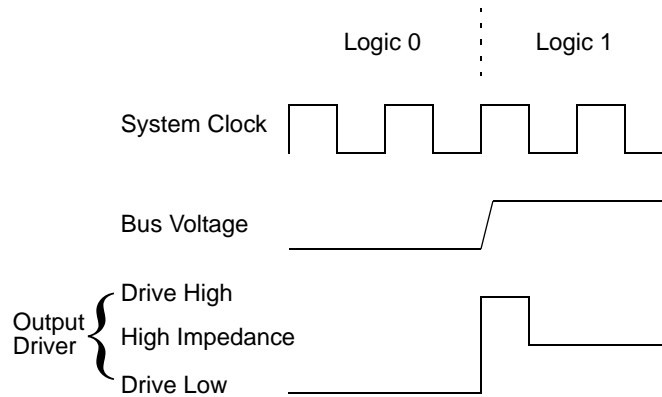 Logic 0
Logic 1
System Clock
Bus Voltage
Output
Driver
Drive High
High Impedance
Drive Low